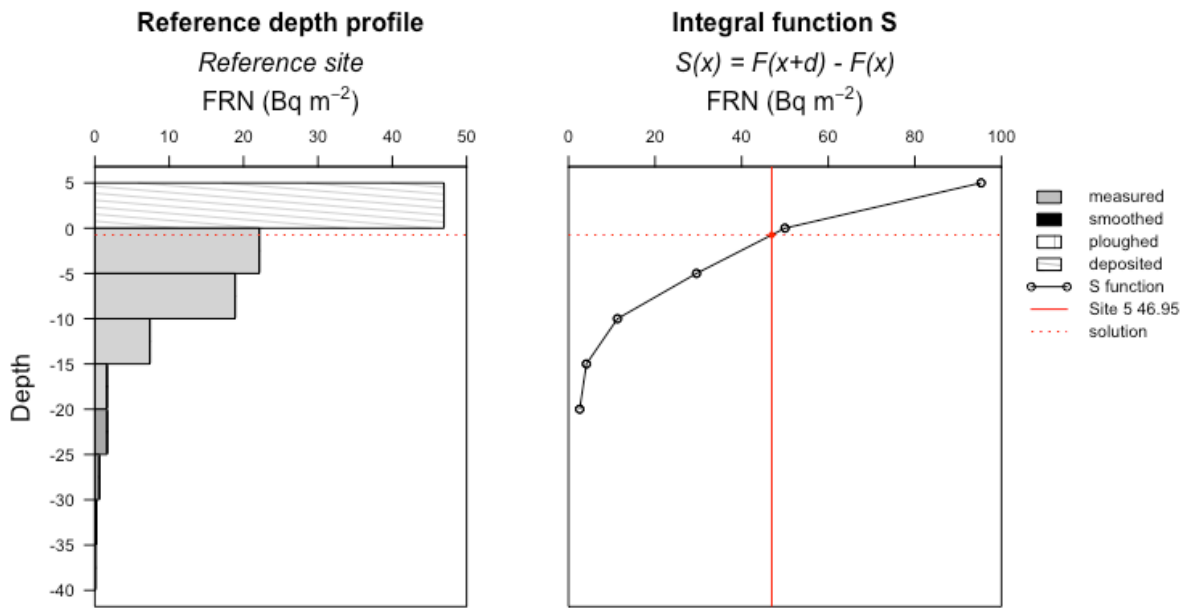 Reference depth profile
Reference site
FRN (Bq m⁻²)
0 10 20 30 40 50
Depth
5
0
-5
-10
-15
-20
-25
-30
-35
-40
Integral function S
S(x) = F(x+d) - F(x)
FRN (Bq m⁻²)
0 20 40 60 80 100
measured
smoothed
ploughed
deposited
S function
Site 5 46.95
solution